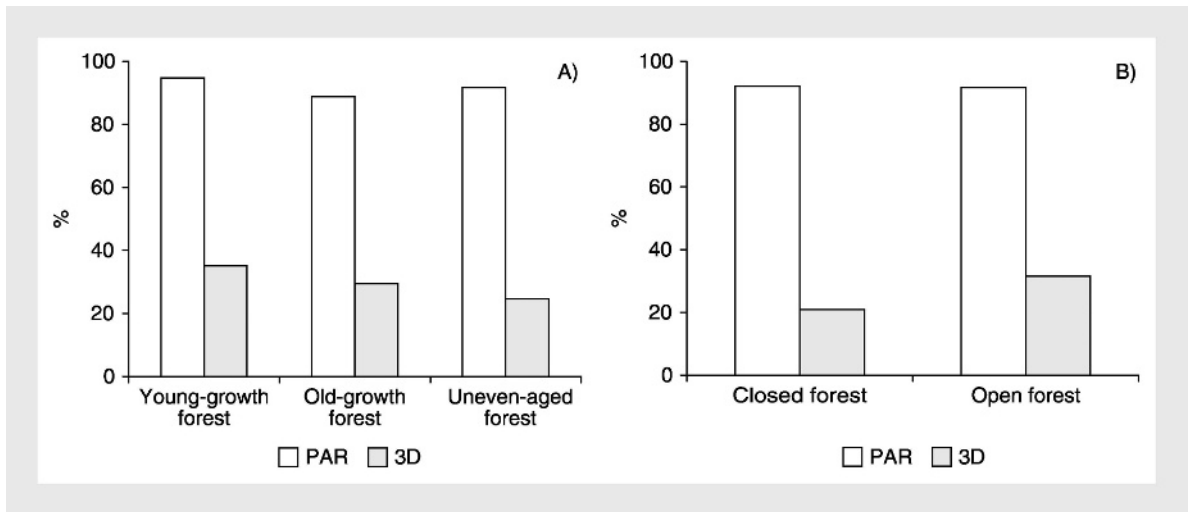 A)
100
80
60
40
20
0
%
Young-growth forest
Old-growth forest
Uneven-aged forest
PAR 3D
B)
100
80
60
40
20
0
%
Closed forest
Open forest
PAR 3D